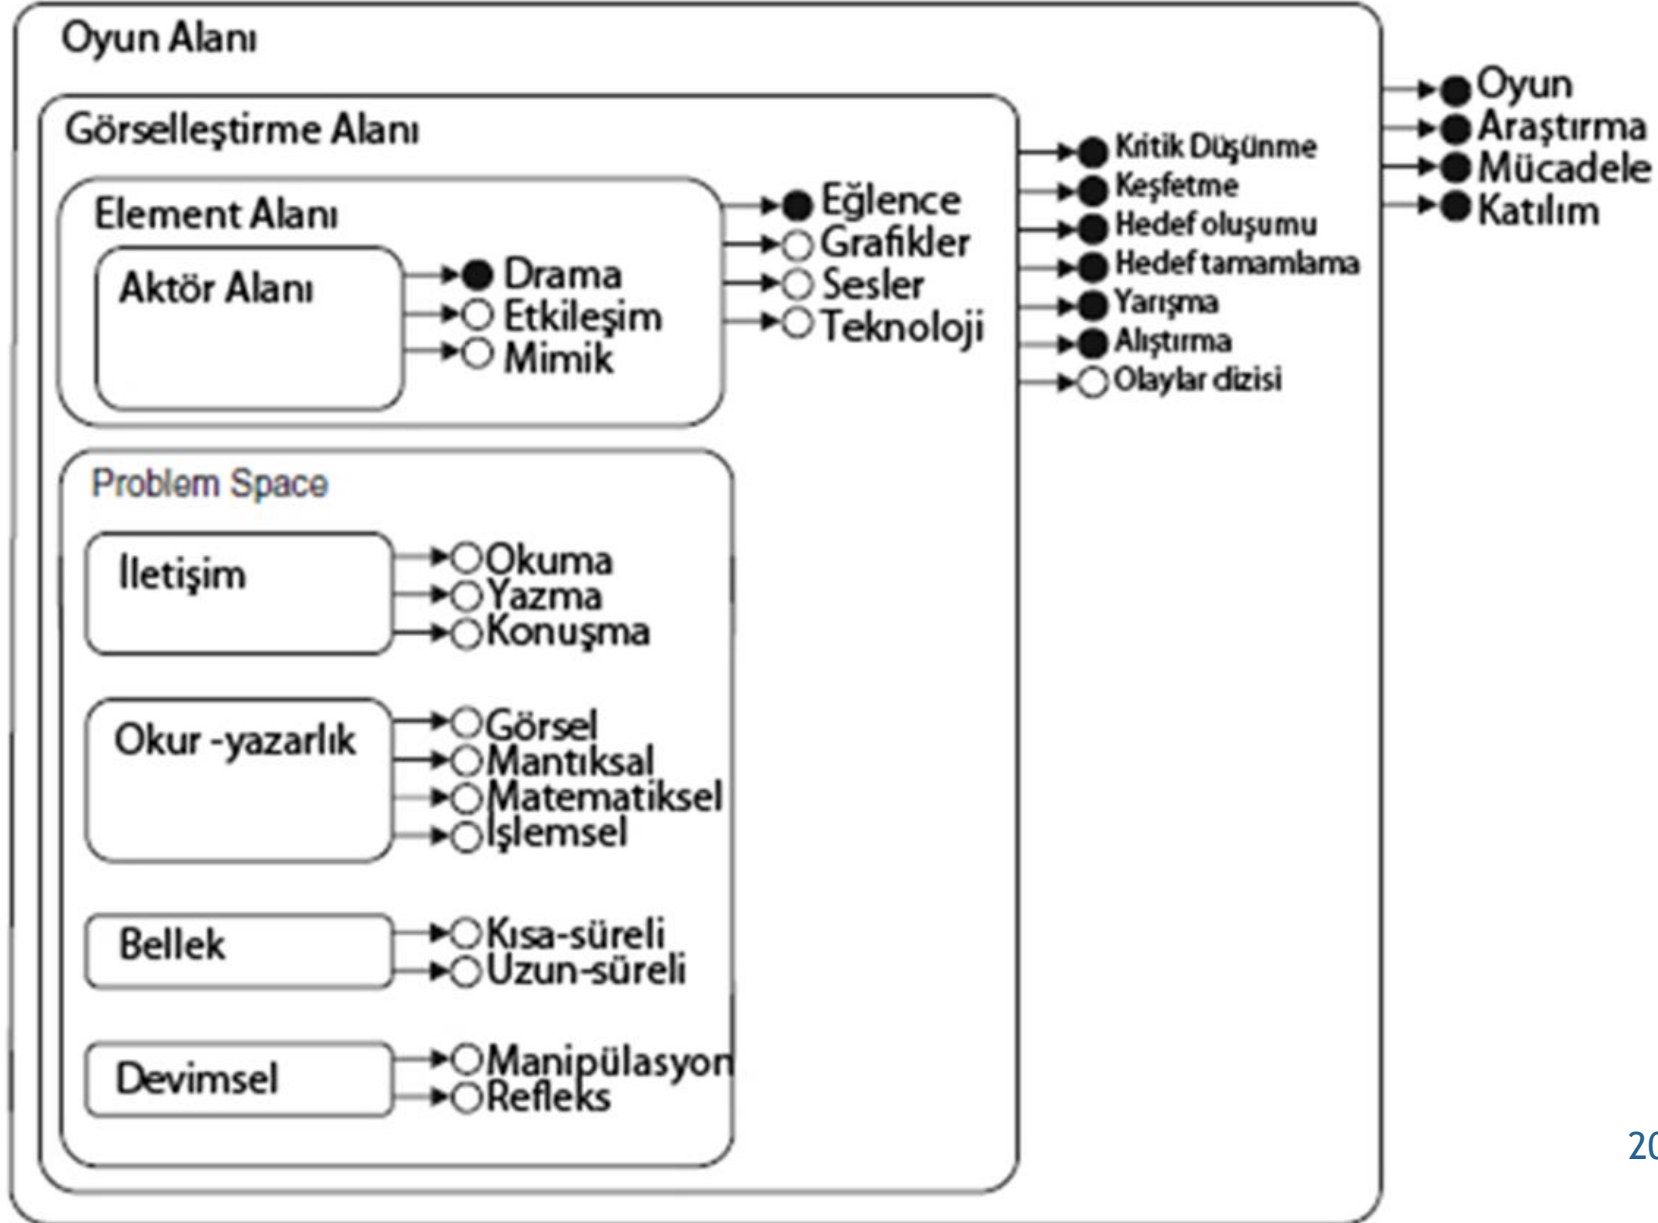 Oyun Alanı
Oyun
Araştırma
Mücadele
Katılım
Görselleştirme Alanı
Kritik Düşünme
Keşfetme
Hedef oluşumu
Hedef tamamlama
Yarışma
Alıştırma
Olaylar dizisi
Element Alanı
Eğlence
Grafikler
Sesler
Teknoloji
Aktör Alanı
Drama
Etkileşim
Mimik
Problem Space
İletişim
Okuma
Yazma
Konuşma
Okur -yazarlık
Görsel
Mantıksal
Matematiksel
İşlemsel
Bellek
Kısa-süreli
Uzun-süreli
Devimsel
Manipülasyon
Refleks
20